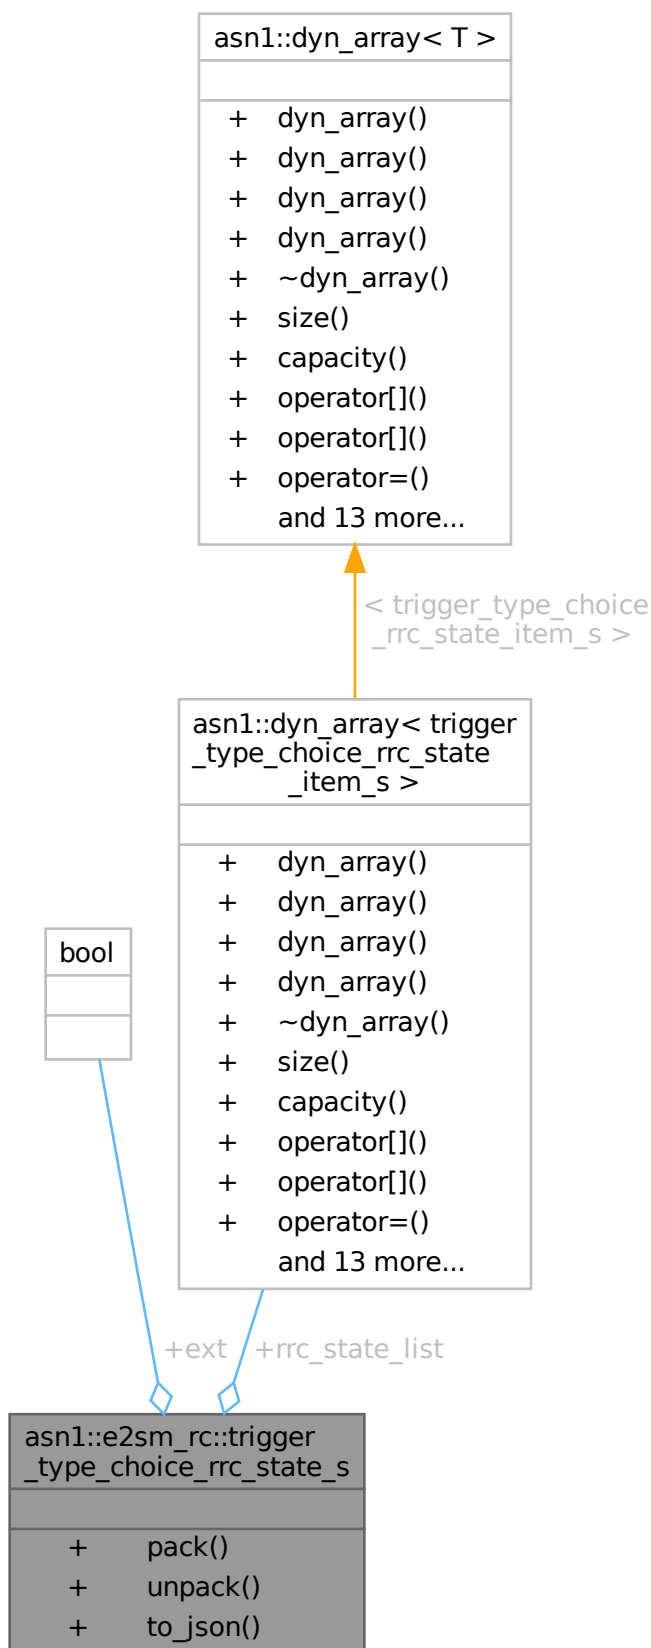 asn1::dyn_array< T >
+ dyn_array()
+ dyn_array()
+ dyn_array()
+ dyn_array()
+ ~dyn_array()
+ size()
+ capacity()
+ operator[]()
+ operator[]()
+ operator=()
and 13 more...
< trigger_type_choice
_rrc_state_item_s >
asn1::dyn_array< trigger
_type_choice_rrc_state
_item_s >
+ dyn_array()
+ dyn_array()
+ dyn_array()
+ dyn_array()
+ ~dyn_array()
+ size()
+ capacity()
+ operator[]()
+ operator[]()
+ operator=()
and 13 more...
bool
+ext
+rrc_state_list
asn1::e2sm_rc::trigger
_type_choice_rrc_state_s
+ pack()
+ unpack()
+ to_json()